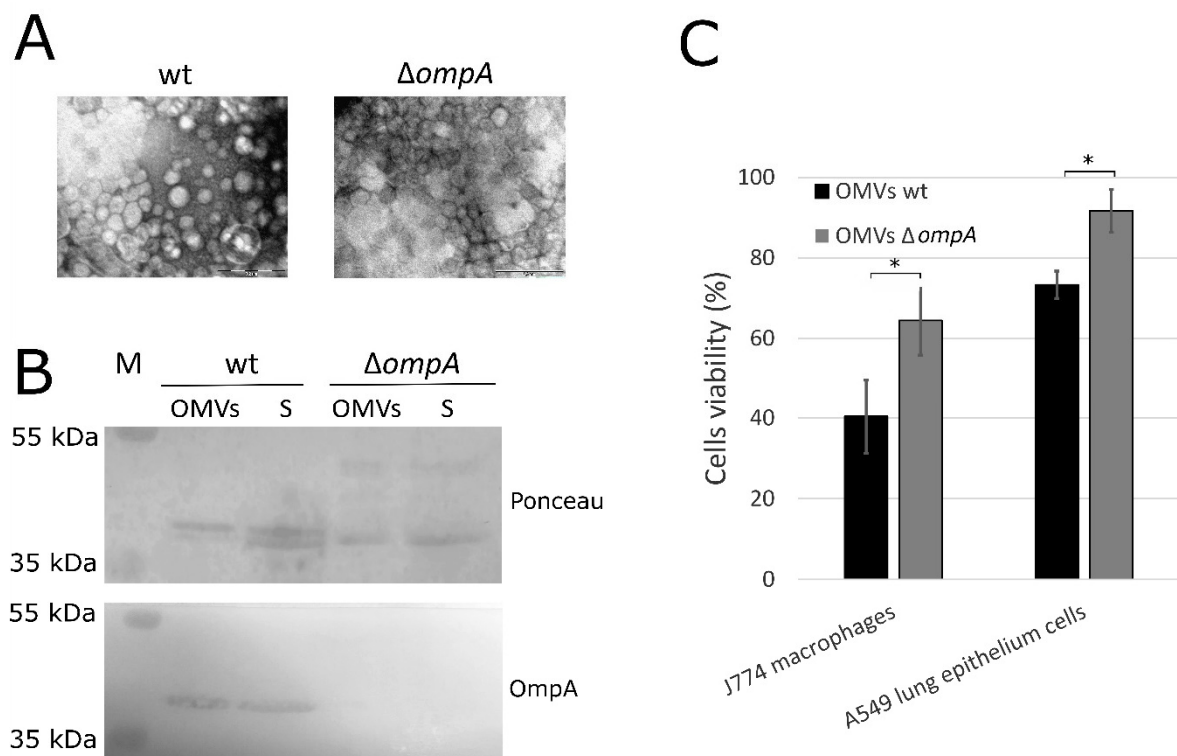 A
wt
ΔompA
B
M
wt
ΔompA
OMVs
S
OMVs
S
55 kDa
35 kDa
Ponceau
55 kDa
35 kDa
OmpA
C
*
*
OMVs wt
OMVs ΔompA
Cells viability (%)
100
80
60
40
20
0
J774 macrophages
A549 lung epithelium cells